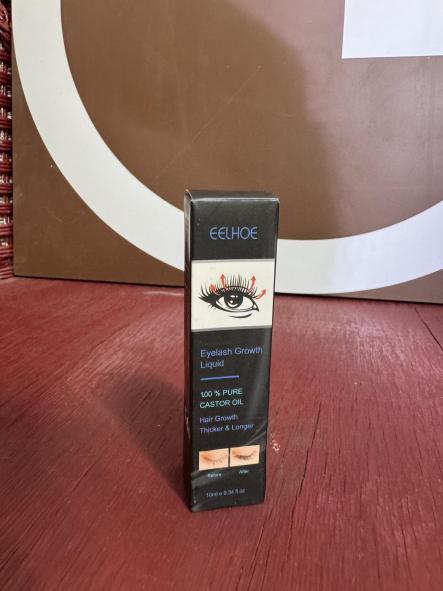 EELHOE
Eyelash Growth
Liquid
100 % PURE
CASTOR OIL
Hair Growth
Thicker & Longer
Before After
10ml e 0.34 fl oz